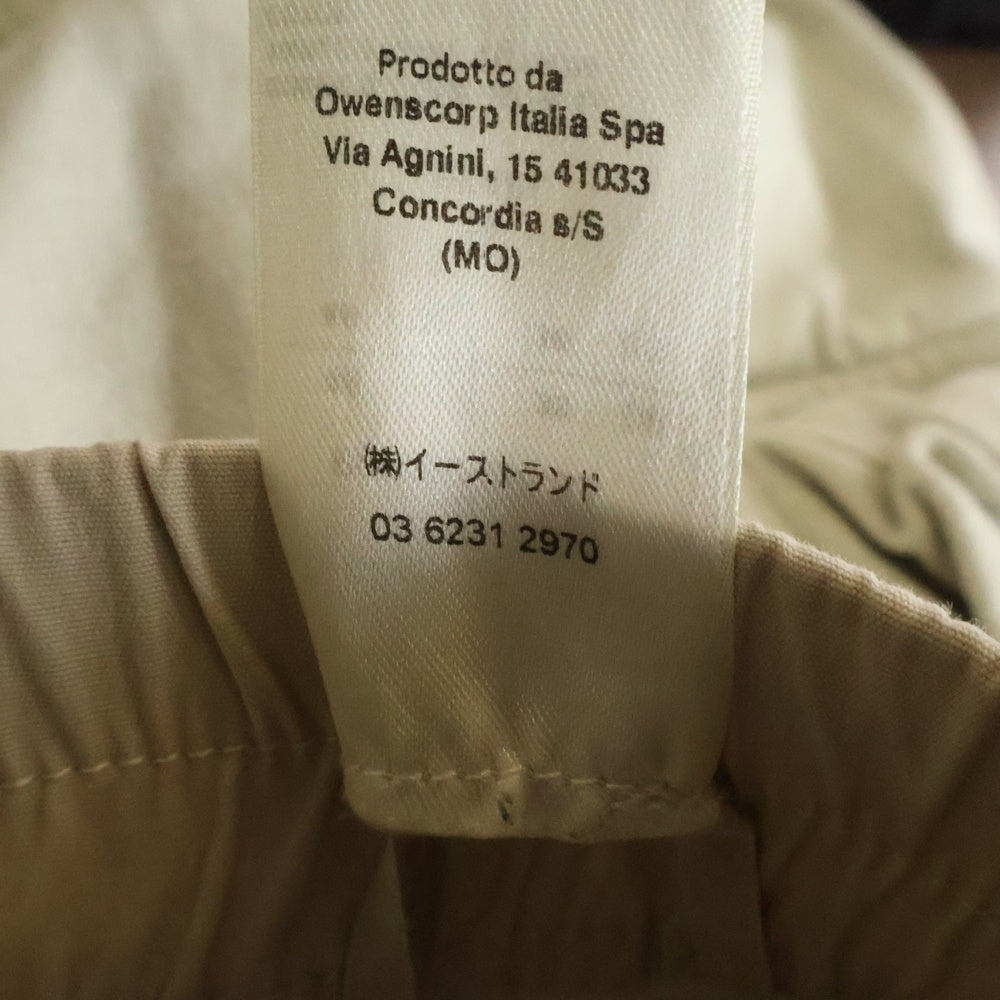 Prodotto da
Owenscorp Italia Spa
Via Agnini, 15 41033
Concordia s/S
(MO)
(株)イーストランド
03 6231 2970